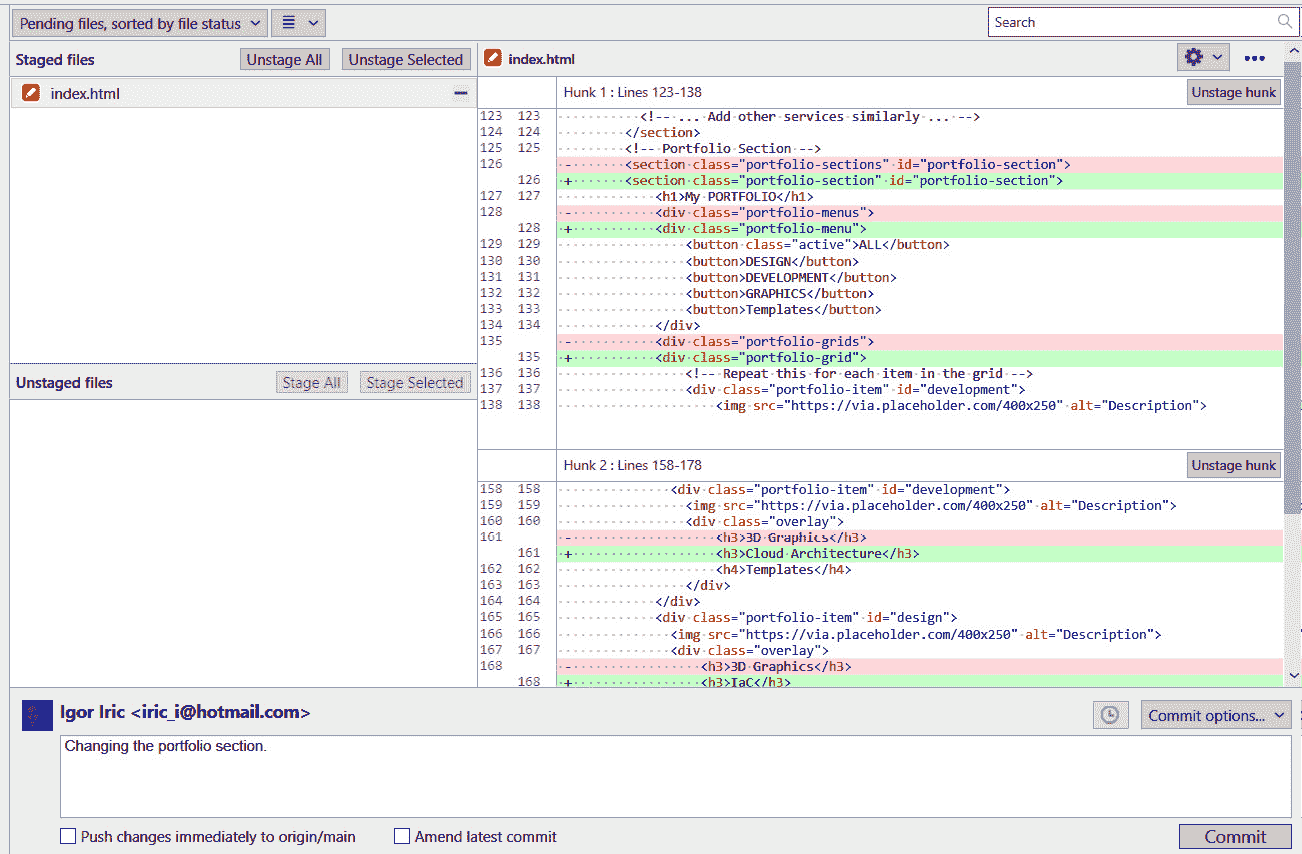 Pending files, sorted by file status
Search
Staged files
Unstage All
Unstage Selected
index.html
index.html
Hunk 1 : Lines 123-138
Unstage hunk
123 123 <!-- ... Add other services similarly ... -->
124 124 </section>
125 125 <!-- Portfolio Section -->
126 - <section class="portfolio-sections" id="portfolio-section">
126 + <section class="portfolio-section" id="portfolio-section">
127 127 <h1>My PORTFOLIO</h1>
128 - <div class="portfolio-menus">
128 + <div class="portfolio-menu">
129 129 <button class="active">ALL</button>
130 130 <button>DESIGN</button>
131 131 <button>DEVELOPMENT</button>
132 132 <button>GRAPHICS</button>
133 133 <button>Templates</button>
134 134 </div>
135 - <div class="portfolio-grids">
135 + <div class="portfolio-grid">
136 136 <!-- Repeat this for each item in the grid -->
137 137 <div class="portfolio-item" id="development">
138 138 <img src="https://via.placeholder.com/400x250" alt="Description">
Unstaged files
Stage All
Stage Selected
Hunk 2 : Lines 158-178
Unstage hunk
158 158 <div class="portfolio-item" id="development">
159 159 <img src="https://via.placeholder.com/400x250" alt="Description">
160 160 <div class="overlay">
161 - <h3>3D Graphics</h3>
161 + <h3>Cloud Architecture</h3>
162 162 <h4>Templates</h4>
163 163 </div>
164 164 </div>
165 165 <div class="portfolio-item" id="design">
166 166 <img src="https://via.placeholder.com/400x250" alt="Description">
167 167 <div class="overlay">
168 - <h3>3D Graphics</h3>
168 + <h3>IaC</h3>
Igor Iric <iric_i@hotmail.com>
Commit options...
Changing the portfolio section.
Push changes immediately to origin/main
Amend latest commit
Commit